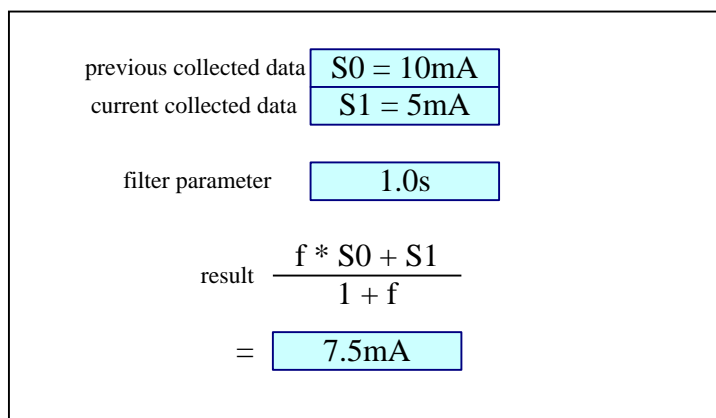 previous collected data S0 = 10mA
current collected data S1 = 5mA
filter parameter 1.0s
result f * S0 + S1
1 + f
= 7.5mA